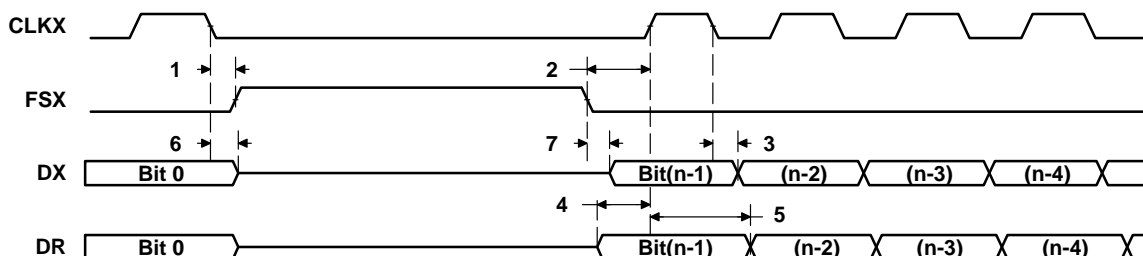 CLKX
1 2
FSX
6 7 3
DX Bit 0 Bit(n-1) (n-2) (n-3) (n-4)
4 5
DR Bit 0 Bit(n-1) (n-2) (n-3) (n-4)